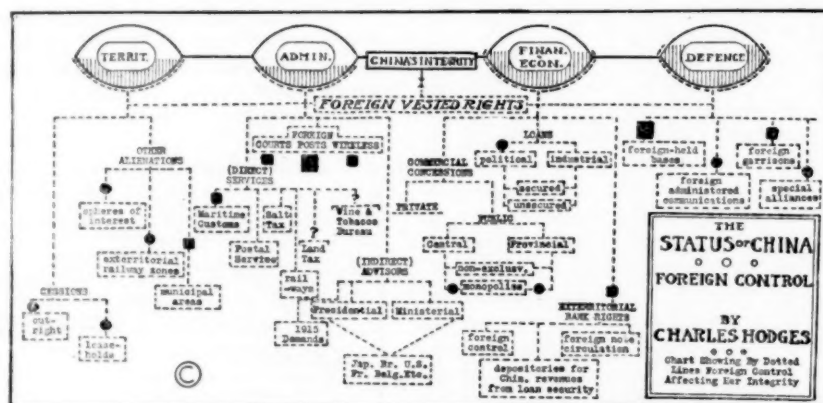 TERRIT.
ADMIN.
CHINA'S INTEGRITY
FINAN.
ECON.
DEFENCE
FOREIGN VESTED RIGHTS
OTHER
ALIENATIONS
spheres of
interest
exterritorial
railway zones
municipal
areas
CESSIONS
out-
right
lease-
holds
FOREIGN
COURTS POSTS WIRELESS
(DIRECT)
SERVICES
Maritime
Customs
Salt
Tax
Postal
Service
?
Land
Tax
?
Wine &
Tobacco
Bureau
rail
-ways
1915
Demands
(INDIRECT)
ADVISORS
Presidential
Ministerial
Jap. Br. U.S.
Fr. Belg. Etc.
COMMERCIAL
CONCESSIONS
PRIVATE
PUBLIC
Central
Provincial
non-exclusv.
monopolies
LOANS
political
industrial
secured
unsecured
EXTERRITORIAL
BANK RIGHTS
foreign
control
foreign note
circulation
depositories for
Chin. revenues
from loan security
foreign-held
bases
foreign
administered
communications
foreign
garrisons
special
alliances
THE
STATUS OF CHINA
FOREIGN CONTROL
BY
CHARLES HODGES
Chart Showing By Dotted
Lines Foreign Control
Affecting Her Integrity
©